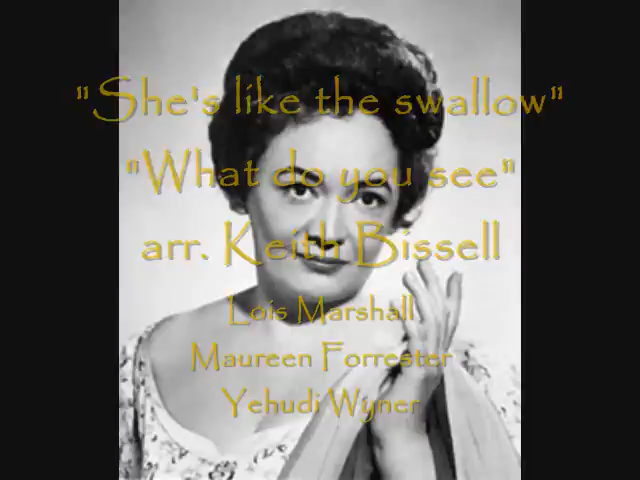 "She's like the swallow"
"What do you see"
arr. Keith Bissell
Lois Marshall
Maureen Forrester
Yehudi Wyner